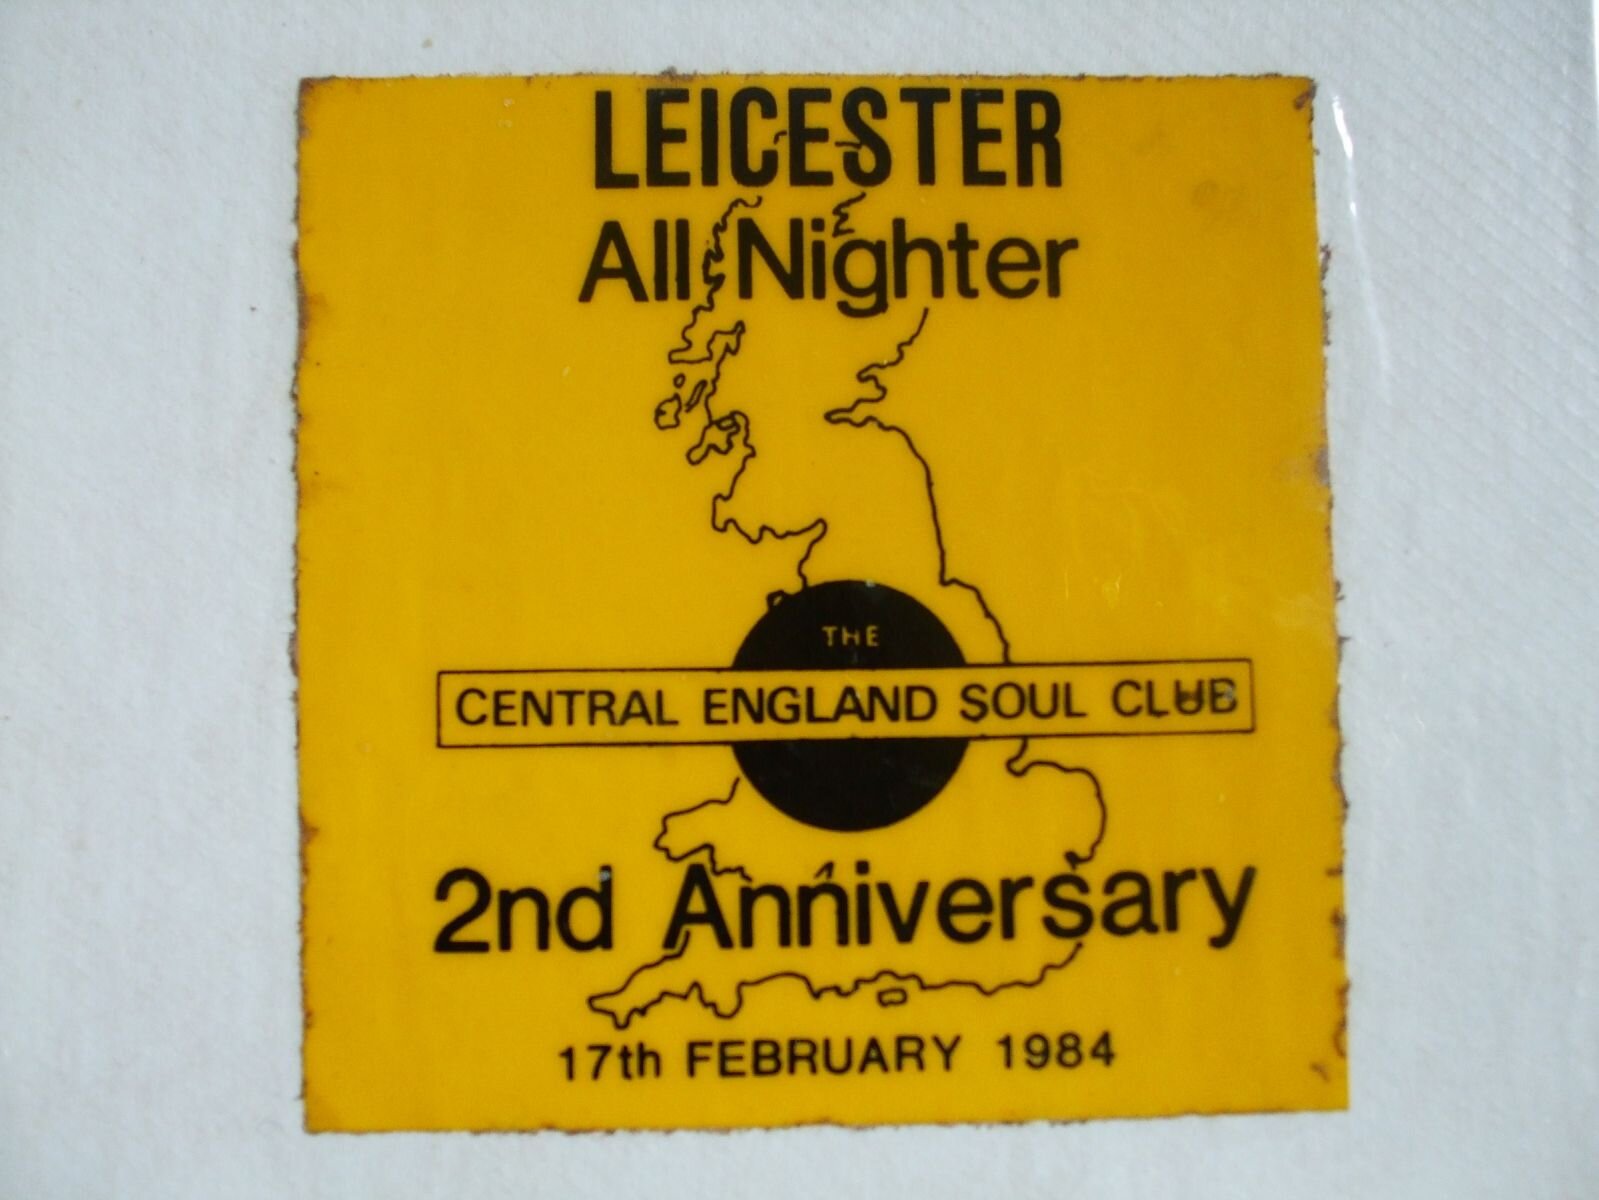 LEICESTER
All Nighter
THE
CENTRAL ENGLAND SOUL CLUB
2nd Anniversary
17th FEBRUARY 1984